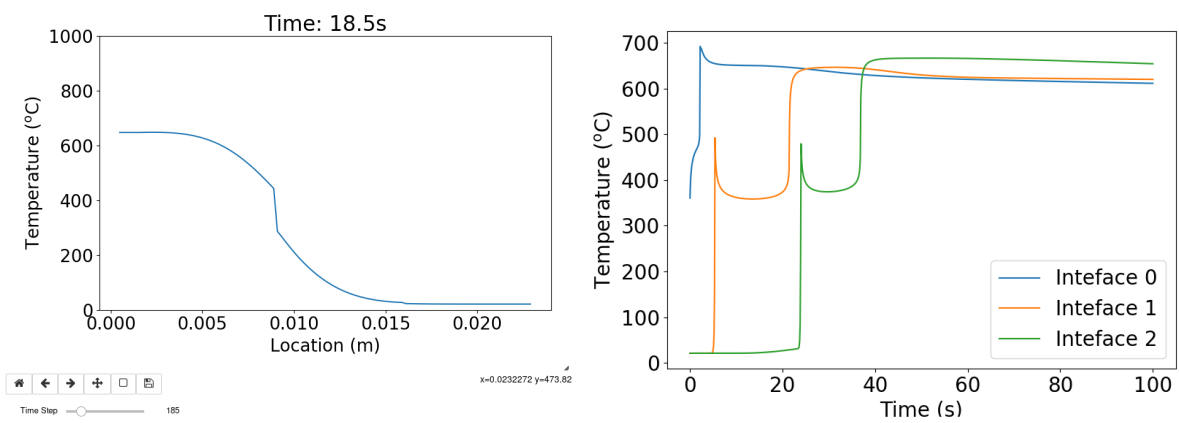 Time: 18.5s
1000
800
600
400
200
0
Temperature (°C)
0.000 0.005 0.010 0.015 0.020
Location (m)
x=0.0232272 y=473.82
Time Step 185
700
600
500
400
300
200
100
0
Temperature (°C)
Inteface 0
Inteface 1
Inteface 2
0 20 40 60 80 100
Time (s)